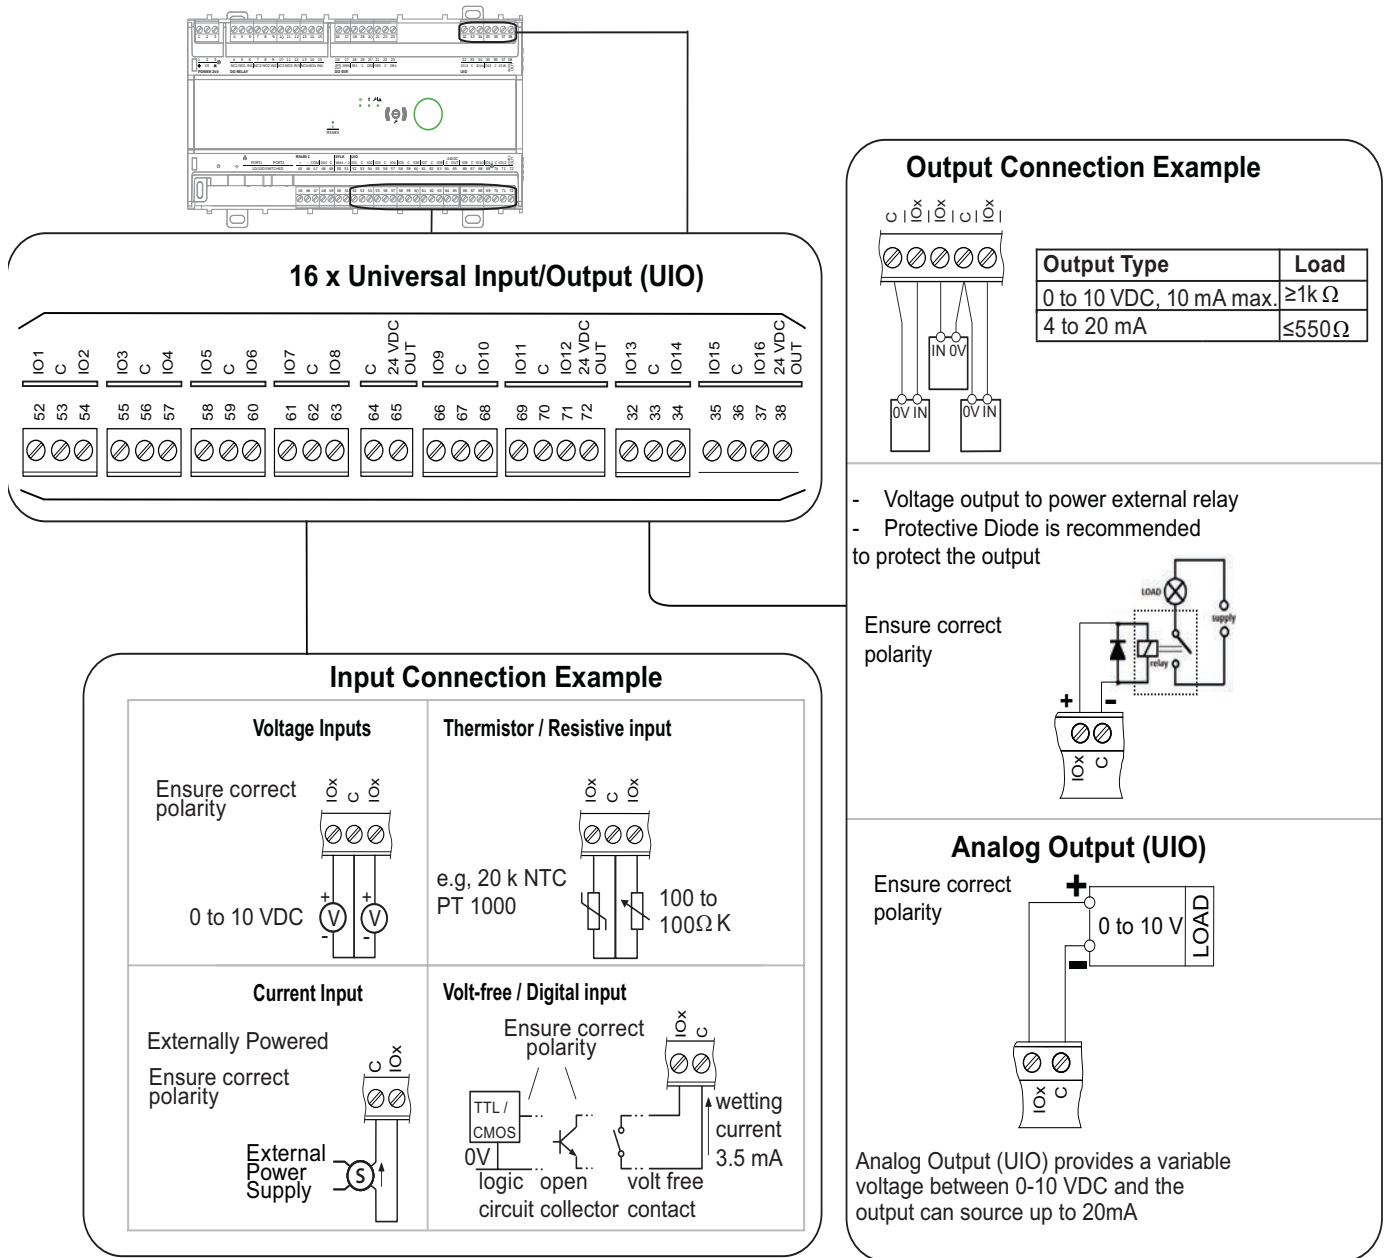 POWER 24V
DO RELAY
DO SSR
UIO
RS485
PORT1 PORT2
10/100 SWITCHED
RS485 1
SYLK
UIO
16 x Universal Input/Output (UIO)
IO1 C IO2 IO3 C IO4 IO5 C IO6 IO7 C IO8 C 24 VDC OUT IO9 C IO10 IO11 C IO12 24 VDC OUT IO13 C IO14 IO15 C IO16 24 VDC OUT
52 53 54 55 56 57 58 59 60 61 62 63 64 65 66 67 68 69 70 71 72 32 33 34 35 36 37 38
Input Connection Example
Voltage Inputs
Ensure correct
polarity
IOx C IOx
+ +
0 to 10 VDC V V
- -
Thermistor / Resistive input
IOx C IOx
e.g, 20 k NTC
PT 1000
100 to
100Ω K
Current Input
Externally Powered
Ensure correct
polarity
C IOx
External
Power
Supply
S
Volt-free / Digital input
Ensure correct
polarity
IOx C
TTL /
CMOS
0V
logic open volt free
circuit collector contact
wetting
current
3.5 mA
Output Connection Example
C IOx IOx C IOx
IN 0V
0V IN 0V IN
Output Type Load
0 to 10 VDC, 10 mA max. ≥1k Ω
4 to 20 mA ≤550Ω
- Voltage output to power external relay
- Protective Diode is recommended
to protect the output
Ensure correct
polarity
LOAD
supply
relay
+ -
IOx C
Analog Output (UIO)
Ensure correct
polarity
+
0 to 10 V LOAD
-
IOx C
Analog Output (UIO) provides a variable
voltage between 0-10 VDC and the
output can source up to 20mA